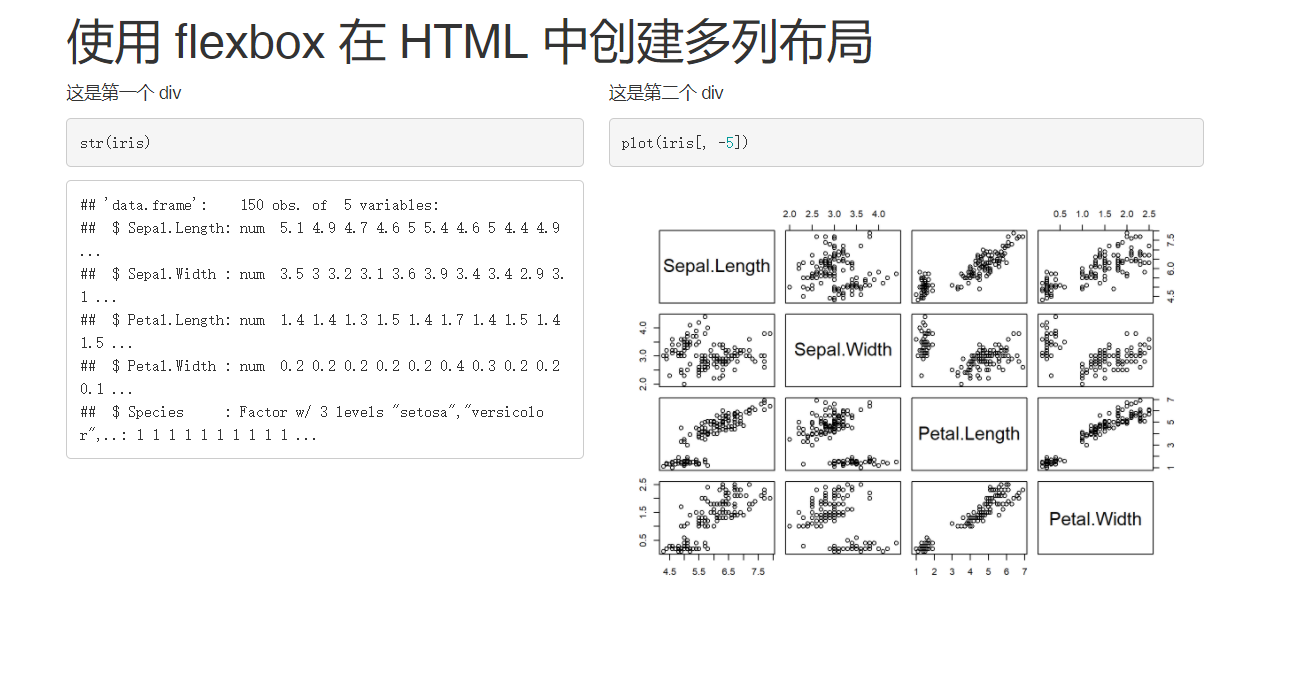 使用 flexbox 在 HTML 中创建多列布局
这是第一个 div
str(iris)
## 'data.frame':    150 obs. of  5 variables:
##  $ Sepal.Length: num  5.1 4.9 4.7 4.6 5 5.4 4.6 5 4.4 4.9
...
##  $ Sepal.Width : num  3.5 3 3.2 3.1 3.6 3.9 3.4 3.4 2.9 3.
1 ...
##  $ Petal.Length: num  1.4 1.4 1.3 1.5 1.4 1.7 1.4 1.5 1.4
1.5 ...
##  $ Petal.Width : num  0.2 0.2 0.2 0.2 0.2 0.4 0.3 0.2 0.2
0.1 ...
##  $ Species     : Factor w/ 3 levels "setosa","versicolo
r",..: 1 1 1 1 1 1 1 1 1 1 ...
这是第二个 div
plot(iris[, -5])
2.0 2.5 3.0 3.5 4.0
0.5 1.0 1.5 2.0 2.5
Sepal.Length
4.5 6.0 7.5
2.0 3.0 4.0
Sepal.Width
Petal.Length
1 3 5 7
0.5 1.5 2.5
Petal.Width
4.5 5.5 6.5 7.5
1 2 3 4 5 6 7